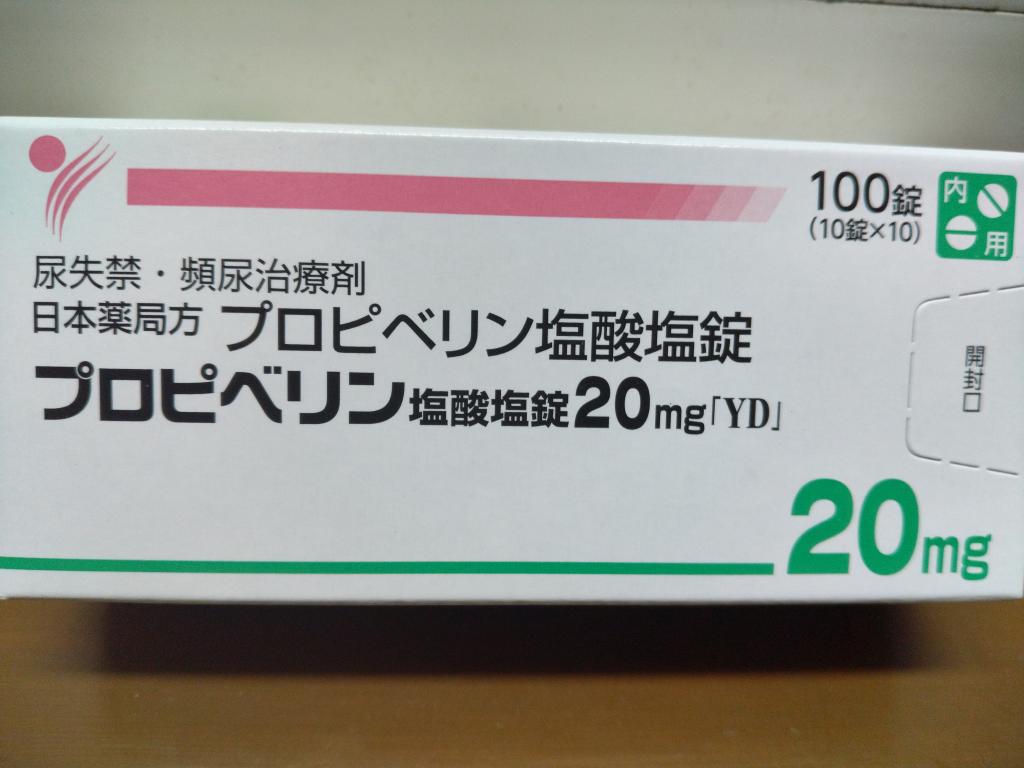 100錠
(10錠×10)
内用
尿失禁・頻尿治療剤
日本薬局方 プロピベリン塩酸塩錠
プロピベリン塩酸塩錠20mg「YD」
開封口
20mg